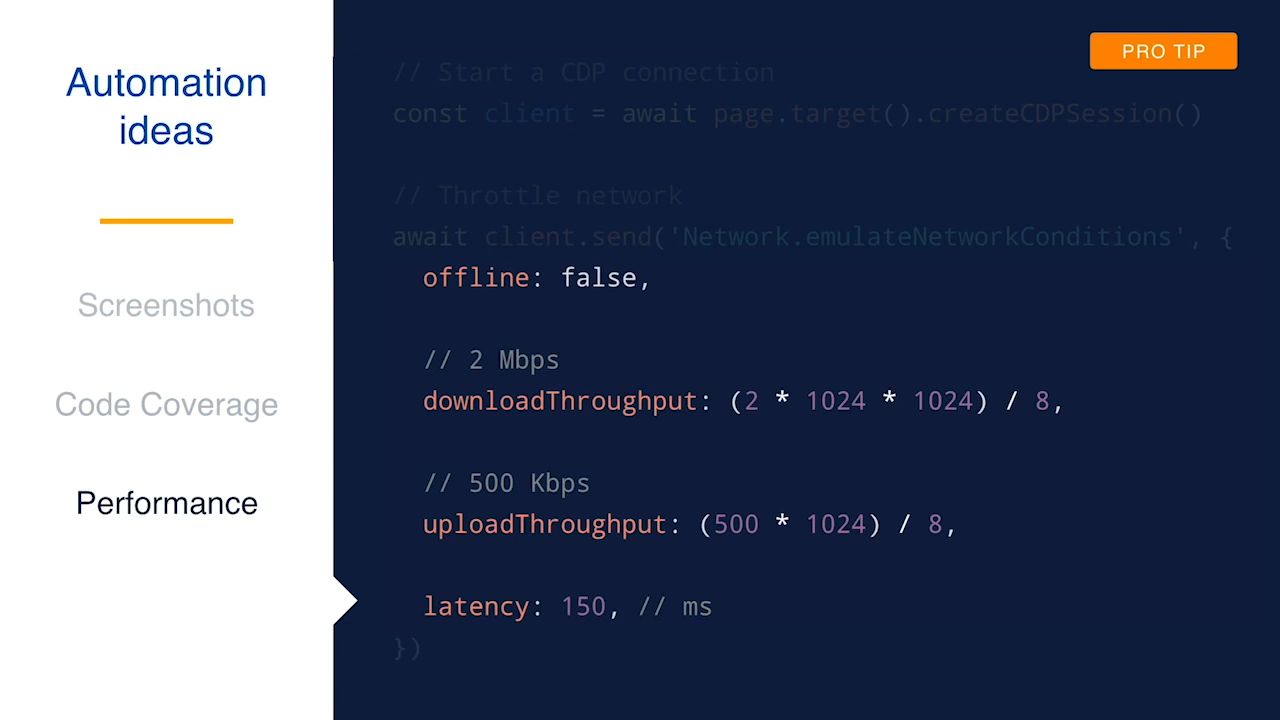 Automation
ideas
Screenshots
Code Coverage
Performance
PRO TIP
// Start a CDP connection
const client = await page.target().createCDPSession()
// Throttle network
await client.send('Network.emulateNetworkConditions', {
offline: false,
// 2 Mbps
downloadThroughput: (2 * 1024 * 1024) / 8,
// 500 Kbps
uploadThroughput: (500 * 1024) / 8,
latency: 150, // ms
})